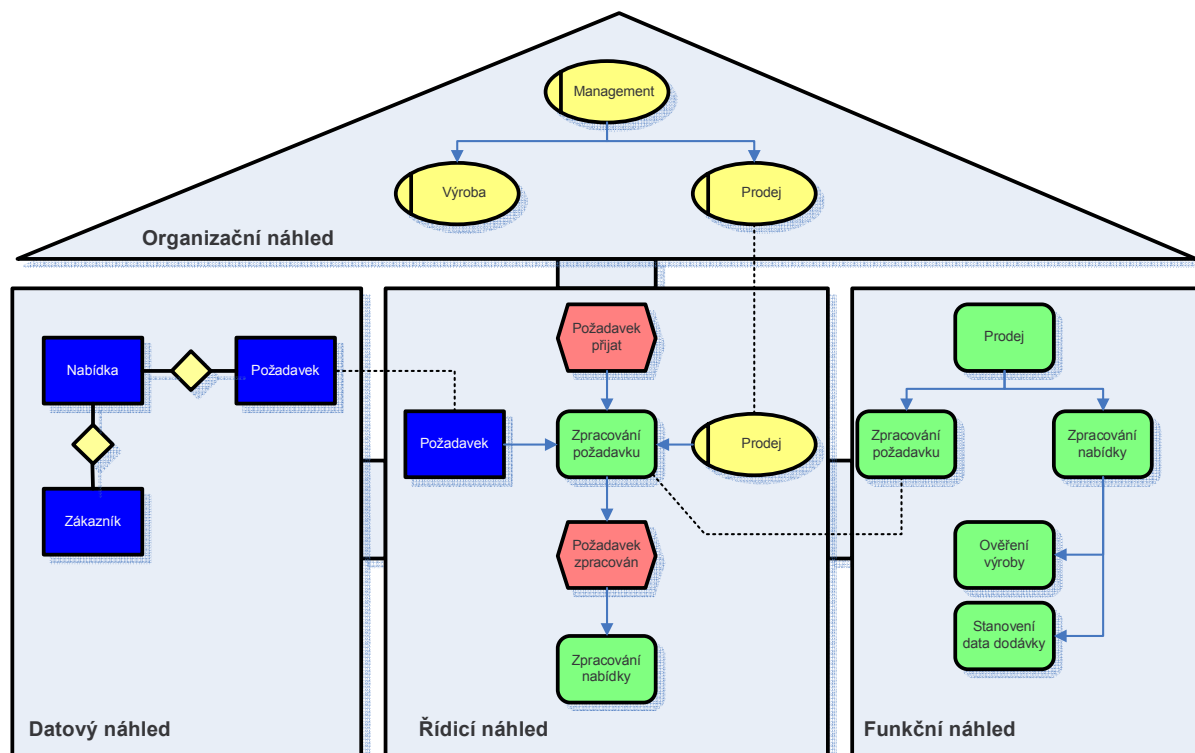 Management
Výroba
Prodej
Organizační náhled
Nabídka
Požadavek
Zákazník
Datový náhled
Požadavek
přijat
Požadavek
Zpracování
požadavku
Prodej
Požadavek
zpracován
Zpracování
nabídky
Řídicí náhled
Prodej
Zpracování
požadavku
Zpracování
nabídky
Ověření
výroby
Stanovení
data dodávky
Funkční náhled